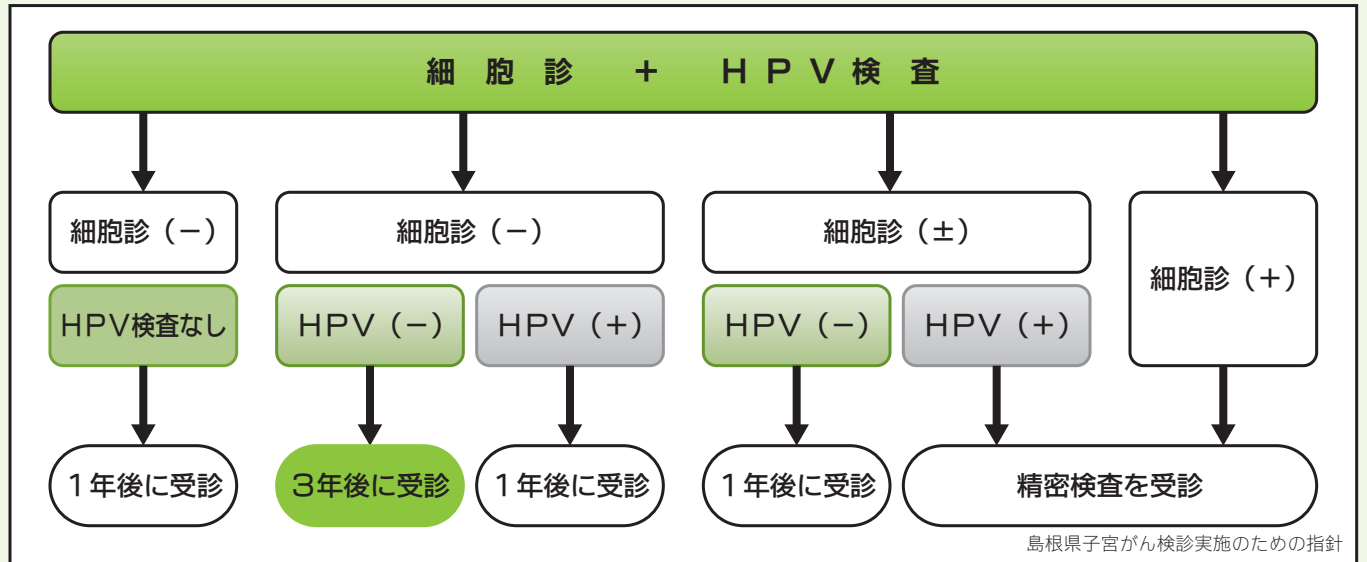 細胞診 + HPV検査
細胞診（－） 細胞診（－） 細胞診（±） 細胞診（＋）
HPV検査なし HPV（－） HPV（＋） HPV（－） HPV（＋）
1年後に受診 3年後に受診 1年後に受診 1年後に受診 精密検査を受診
島根県子宮がん検診実施のための指針